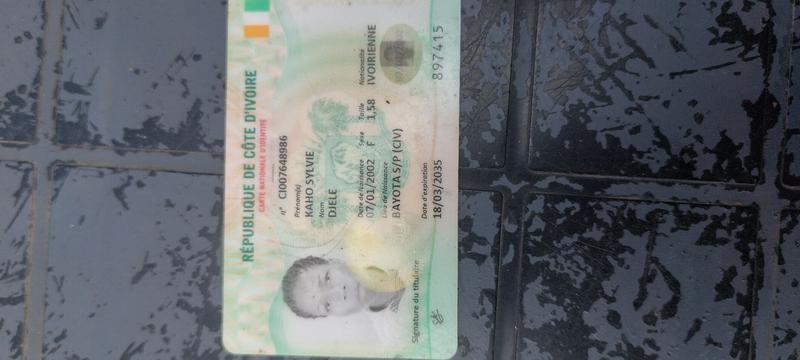 RÉPUBLIQUE DE CÔTE D'IVOIRE
CARTE NATIONALE D'IDENTITÉ
n° CI007648986
Prénom(s)
KAHO SYLVIE
Nom
DJELE
Date de Naissance Sexe Taille Nationalité
07/01/2002 F 1,58 IVOIRIENNE
Lieu de Naissance
BAYOTA S/P (CIV)
Date d'expiration
18/03/2035
897415
Signature du titulaire